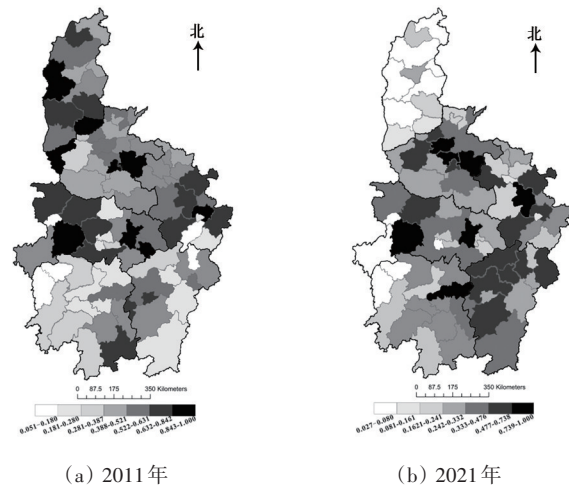 北
北
0 87.5 175 350 Kilometers
0 87.5 175 350 Kilometers
0.051~0.180 0.181~0.280 0.281~0.387 0.388~0.521 0.522~0.631 0.632~0.842 0.843~1.000
0.027~0.080 0.081~0.161 0.1621~0.241 0.242~0.332 0.333~0.476 0.477~0.738 0.739~1.000
(a) 2011年
(b) 2021年